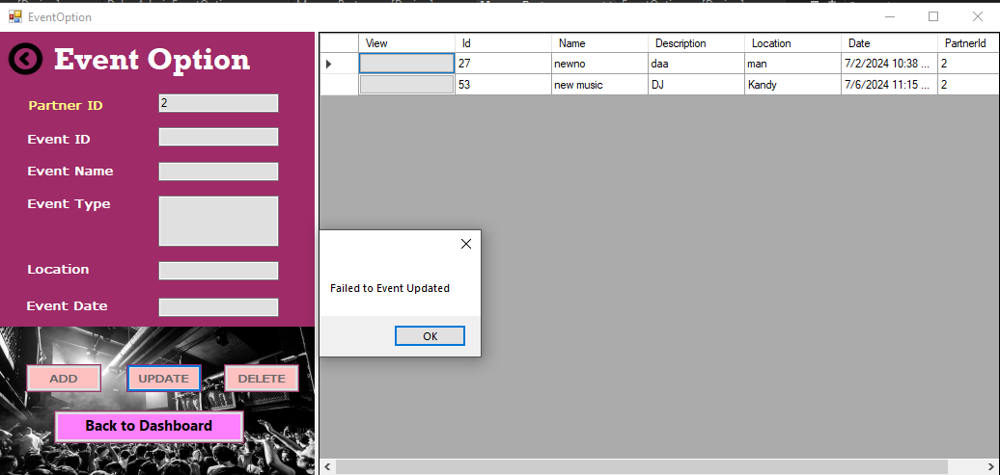 EventOption
Event Option
Partner ID 2
Event ID
Event Name
Event Type
Location
Event Date
ADD UPDATE DELETE
Back to Dashboard
View Id Name Description Location Date PartnerId
27 newno daa man 7/2/2024 10:38 ... 2
53 new music DJ Kandy 7/6/2024 11:15 ... 2
Failed to Event Updated
OK